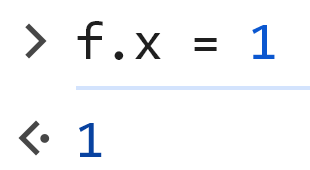 > f.x = 1
1